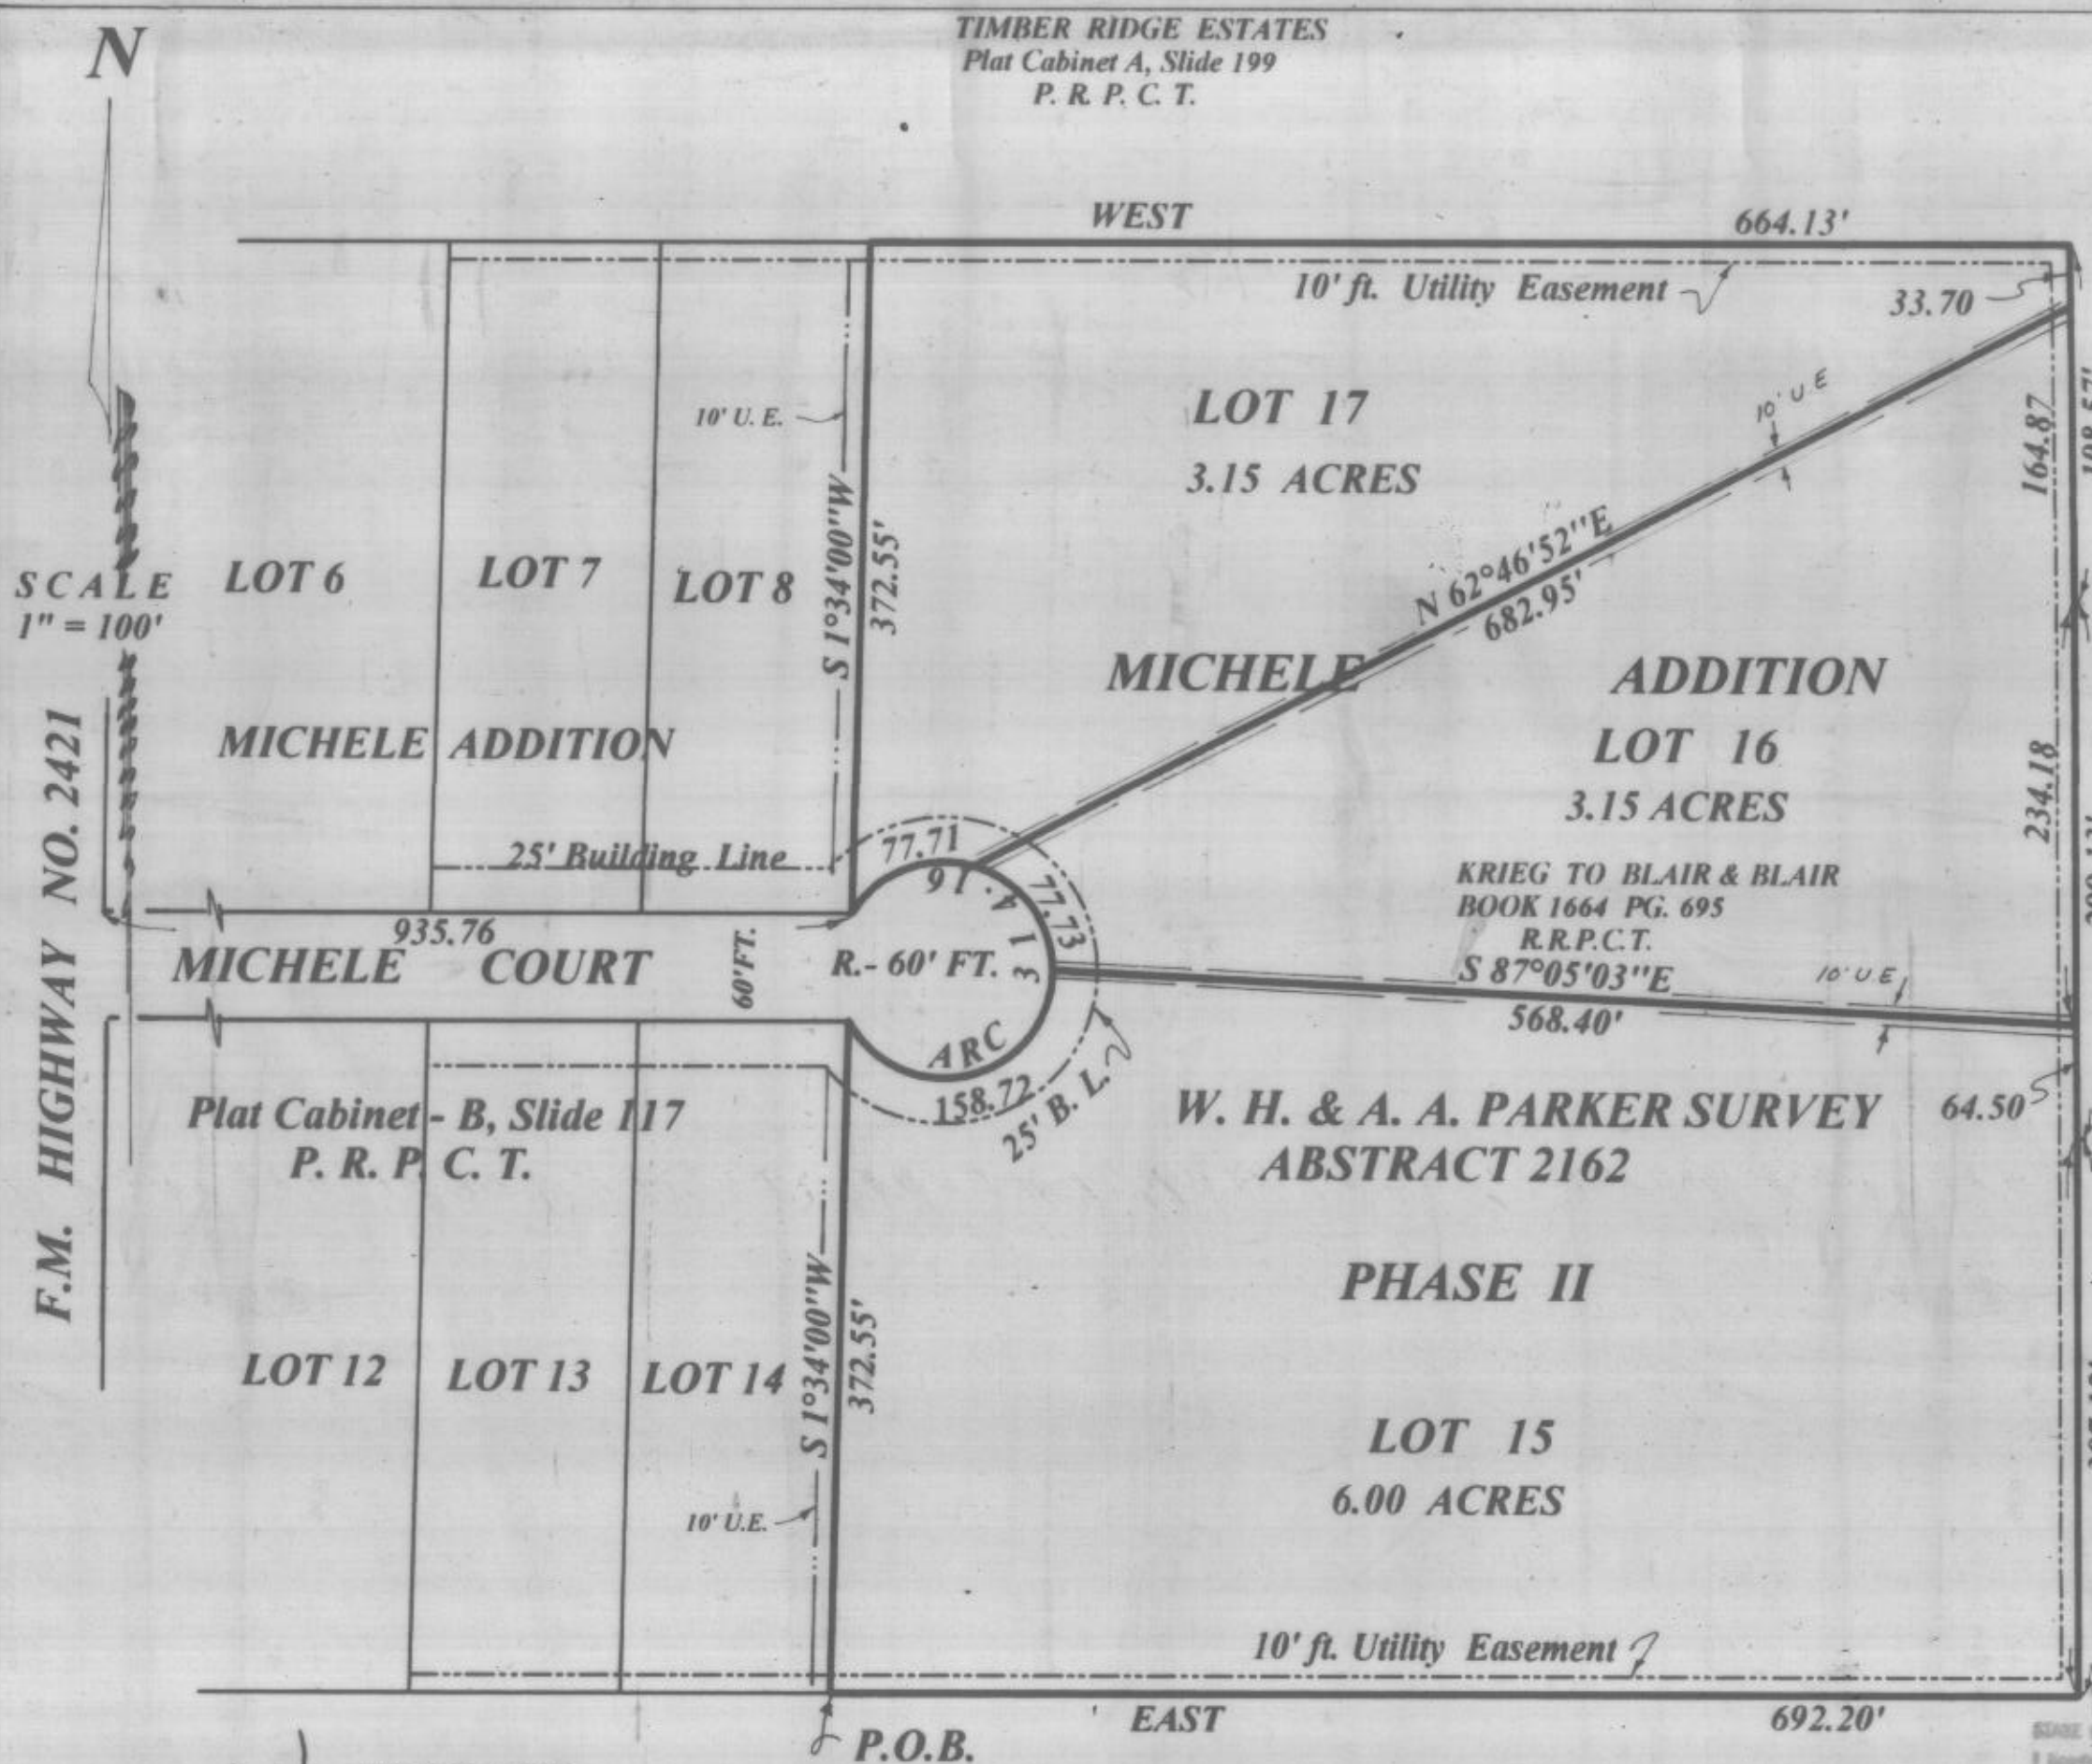 N
TIMBER RIDGE ESTATES
Plat Cabinet A, Slide 199
P. R. P. C. T.
WEST
664.13'
10' ft. Utility Easement
33.70
10' U.E
LOT 17
3.15 ACRES
10' U. E.
164.87
S 1°34'00"W
372.55'
N 62°46'52"E
682.95'
SCALE
1" = 100'
LOT 6
LOT 7
LOT 8
MICHELE ADDITION
MICHELE ADDITION
LOT 16
3.15 ACRES
234.18
F.M. HIGHWAY NO. 2421
25' Building Line
77.71
77.73
314.16
KRIEG TO BLAIR & BLAIR
BOOK 1664 PG. 695
R.R.P.C.T.
935.76
60' FT.
MICHELE COURT
R.- 60' FT.
S 87°05'03"E
10' U.E
568.40'
ARC
158.72
25' B. L.
Plat Cabinet - B, Slide 117
P. R. P. C. T.
W. H. & A. A. PARKER SURVEY
ABSTRACT 2162
64.50
PHASE II
S 1°34'00"W
372.55'
LOT 12
LOT 13
LOT 14
LOT 15
6.00 ACRES
10' U.E.
10' ft. Utility Easement
EAST
692.20'
P.O.B.